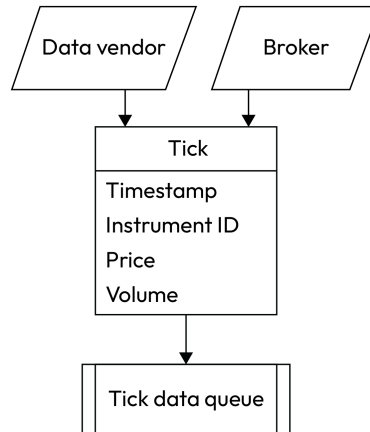 Data vendor
Broker
Tick
Timestamp
Instrument ID
Price
Volume
Tick data queue